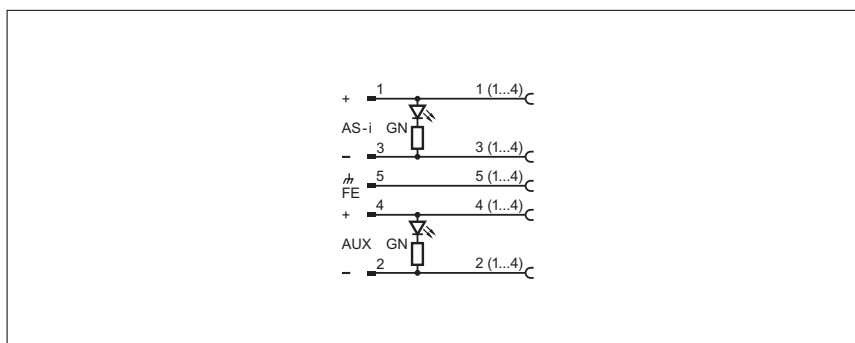 1 1 (1...4)
+
AS-i GN
3 3 (1...4)
–
5 5 (1...4)
FE
4 4 (1...4)
+
AUX GN
2 2 (1...4)
–